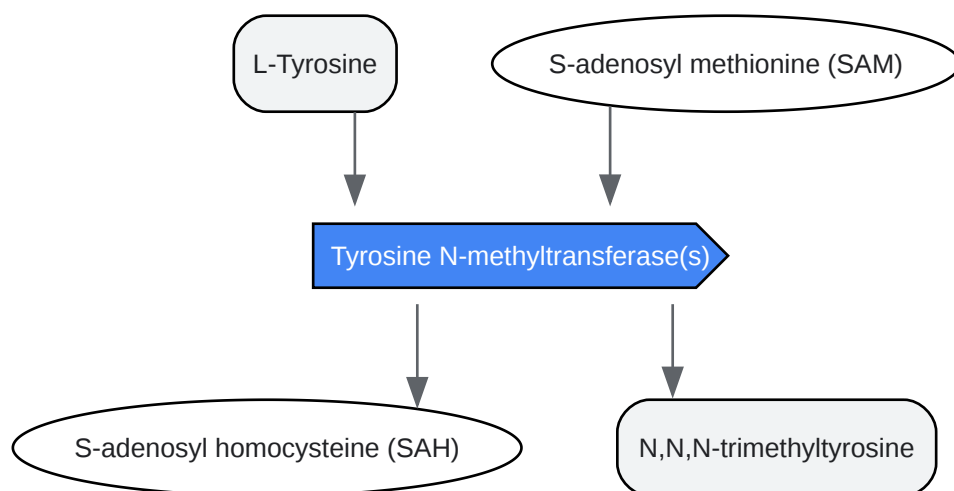 L-Tyrosine
S-adenosyl methionine (SAM)
Tyrosine N-methyltransferase(s)
S-adenosyl homocysteine (SAH)
N,N,N-trimethyltyrosine